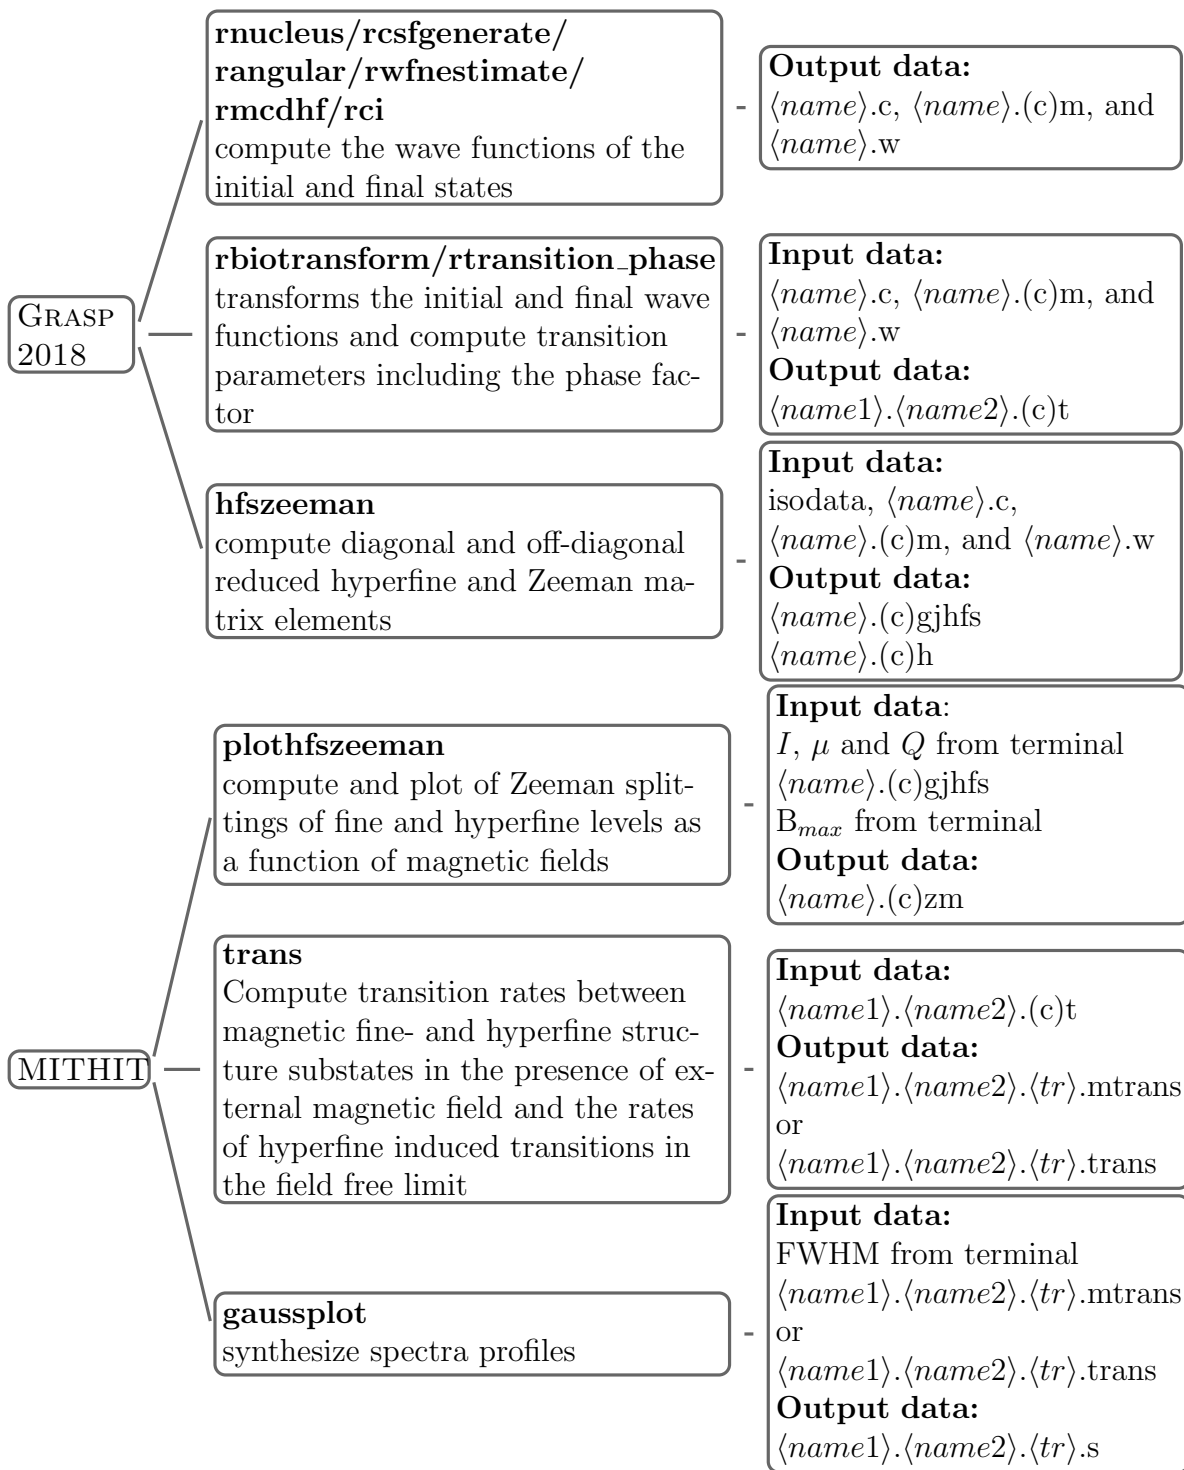 GRASP
2018
rnucleus/rcsfgenerate/
rangular/rwfnestimate/
rmcdhf/rci
compute the wave functions of the
initial and final states
-
Output data:
⟨name⟩.c, ⟨name⟩.(c)m, and
⟨name⟩.w
rbiotransform/rtransition_phase
transforms the initial and final wave
functions and compute transition
parameters including the phase fac-
tor
-
Input data:
⟨name⟩.c, ⟨name⟩.(c)m, and
⟨name⟩.w
Output data:
⟨name1⟩.⟨name2⟩.(c)t
hfszeeman
compute diagonal and off-diagonal
reduced hyperfine and Zeeman ma-
trix elements
-
Input data:
isodata, ⟨name⟩.c,
⟨name⟩.(c)m, and ⟨name⟩.w
Output data:
⟨name⟩.(c)gjhfs
⟨name⟩.(c)h
MITHIT
plothfszeeman
compute and plot of Zeeman split-
tings of fine and hyperfine levels as
a function of magnetic fields
-
Input data:
I, μ and Q from terminal
⟨name⟩.(c)gjhfs
B_max from terminal
Output data:
⟨name⟩.(c)zm
trans
Compute transition rates between
magnetic fine- and hyperfine struc-
ture substates in the presence of ex-
ternal magnetic field and the rates
of hyperfine induced transitions in
the field free limit
-
Input data:
⟨name1⟩.⟨name2⟩.(c)t
Output data:
⟨name1⟩.⟨name2⟩.⟨tr⟩.mtrans
or
⟨name1⟩.⟨name2⟩.⟨tr⟩.trans
gaussplot
synthesize spectra profiles
-
Input data:
FWHM from terminal
⟨name1⟩.⟨name2⟩.⟨tr⟩.mtrans
or
⟨name1⟩.⟨name2⟩.⟨tr⟩.trans
Output data:
⟨name1⟩.⟨name2⟩.⟨tr⟩.s